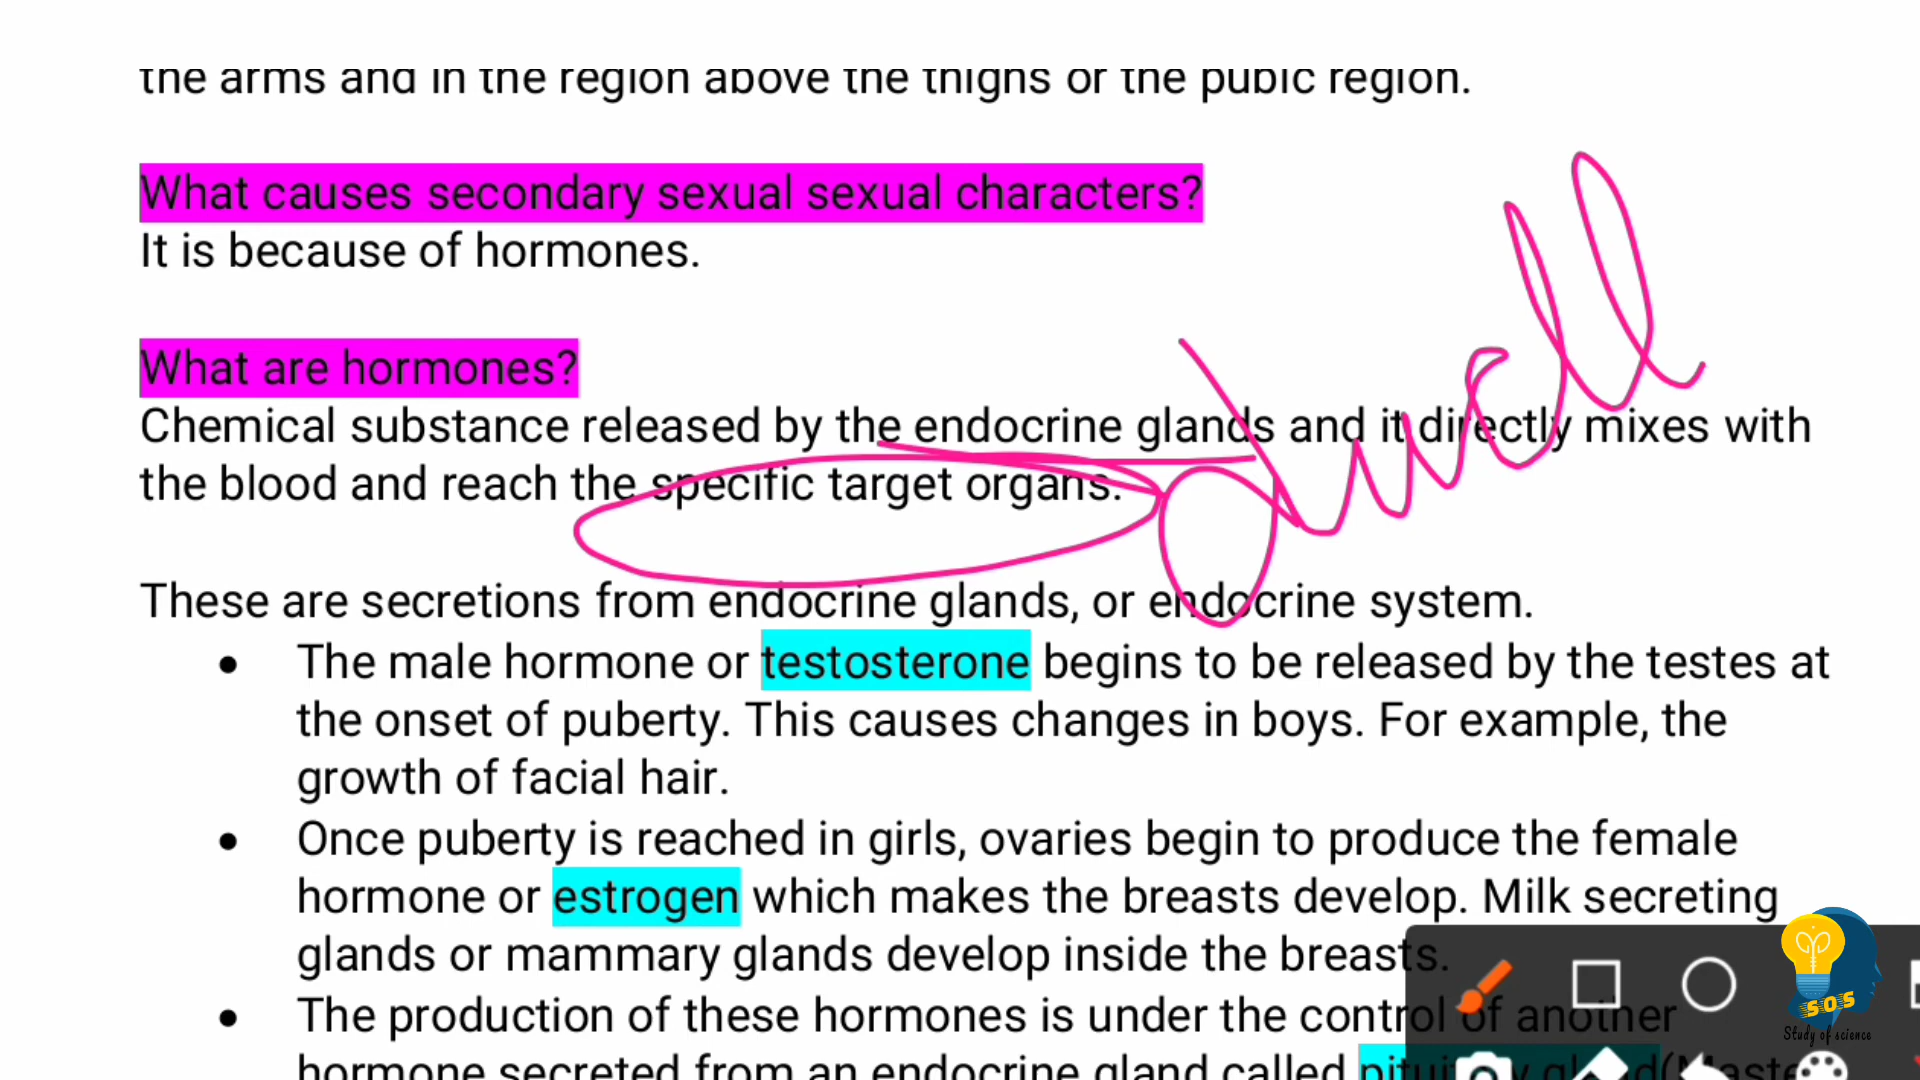 the arms and in the region above the thighs or the pubic region.
What causes secondary sexual sexual characters?
It is because of hormones.
What are hormones?
Chemical substance released by the endocrine glands and it directly mixes with
the blood and reach the specific target organs.
These are secretions from endocrine glands, or endocrine system.
• The male hormone or testosterone begins to be released by the testes at
the onset of puberty. This causes changes in boys. For example, the
growth of facial hair.
• Once puberty is reached in girls, ovaries begin to produce the female
hormone or estrogen which makes the breasts develop. Milk secreting
glands or mammary glands develop inside the breasts.
• The production of these hormones is under the control of another
hormone secreted from an endocrine gland called pituitary gland(Maste
SOS
Study of science